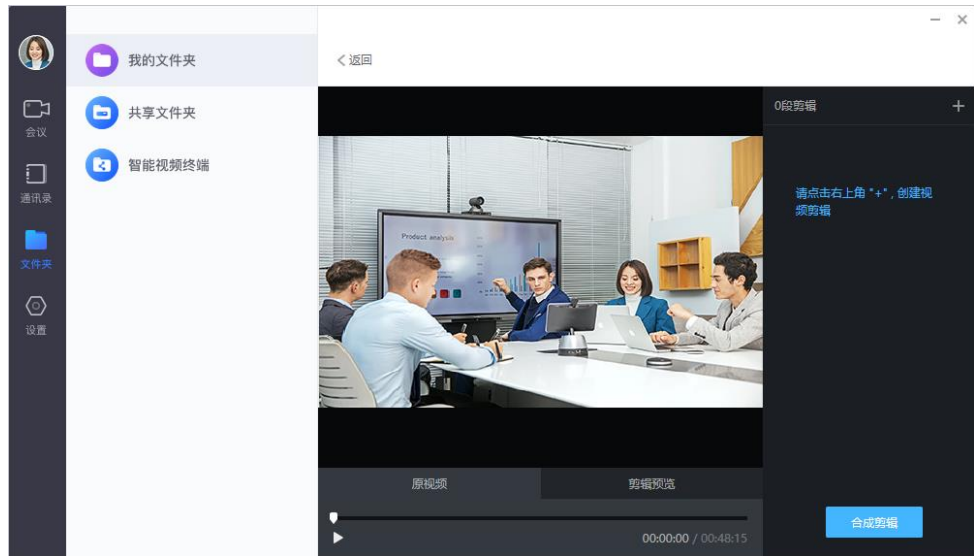 会议
通讯录
文件夹
设置
我的文件夹
共享文件夹
智能视频终端
返回
Product analysis
原视频
剪辑预览
00:00:00 / 00:48:15
0段剪辑
请点击右上角 "+" , 创建视
频剪辑
合成剪辑